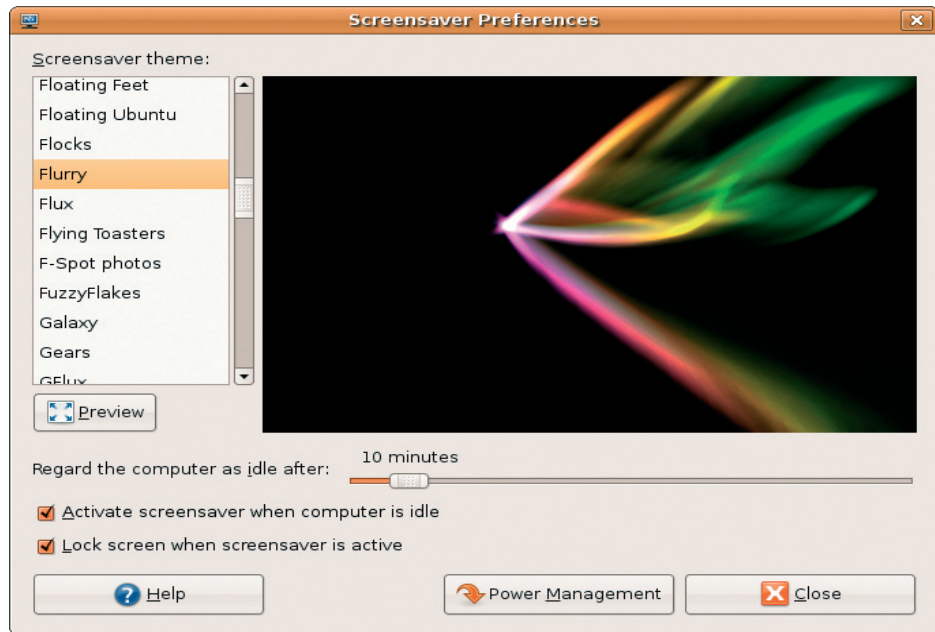 Screensaver Preferences
Screensaver theme:
Floating Feet
Floating Ubuntu
Flocks
Flurry
Flux
Flying Toasters
F-Spot photos
FuzzyFlakes
Galaxy
Gears
GFlux
Preview
Regard the computer as idle after:
10 minutes
Activate screensaver when computer is idle
Lock screen when screensaver is active
Help
Power Management
Close